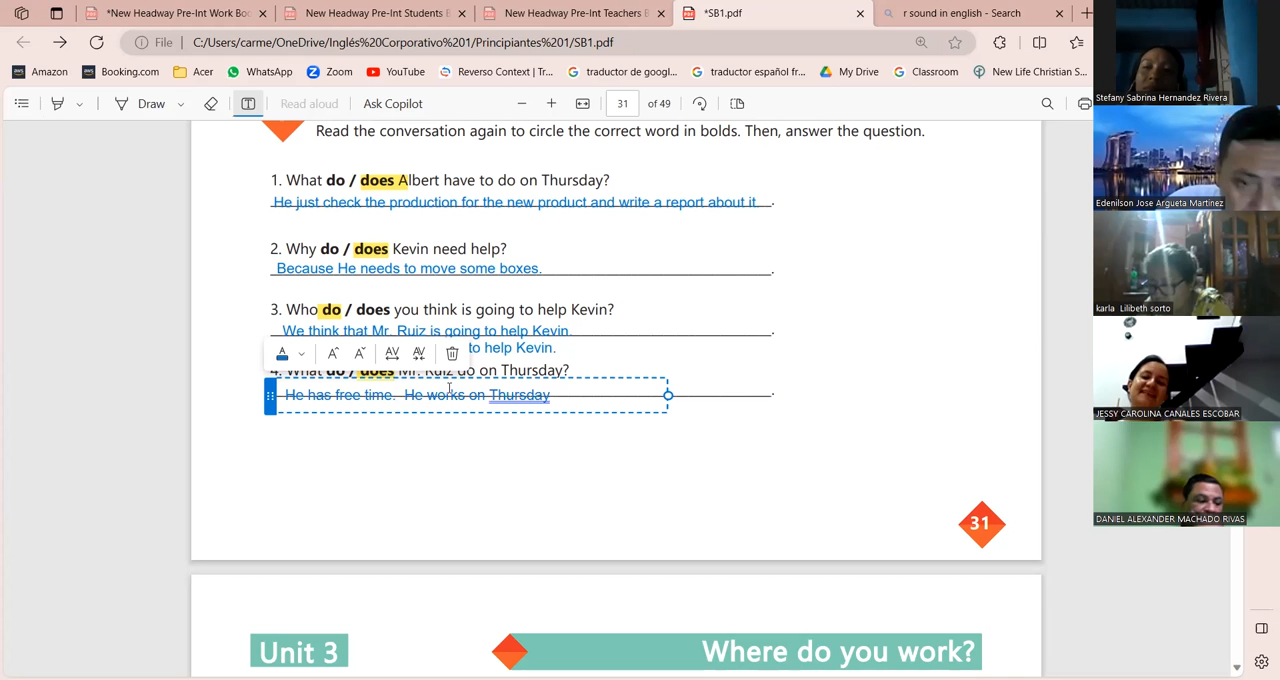 *New Headway Pre-Int Work Bo
New Headway Pre-Int Students B
New Headway Pre-Int Teachers B
*SB1.pdf
r sound in english - Search
File
C:/Users/carme/OneDrive/Inglés%20Corporativo%201/Principiantes%201/SB1.pdf
Amazon
Booking.com
Acer
WhatsApp
Zoom
YouTube
Reverso Context | Tr...
traductor de googl...
traductor español fr...
My Drive
Classroom
New Life Christian S...
Draw
Read aloud
Ask Copilot
31
of 49
Read the conversation again to circle the correct word in bolds. Then, answer the question.
1. What do / does Albert have to do on Thursday?
He just check the production for the new product and write a report about it.
2. Why do / does Kevin need help?
Because He needs to move some boxes.
3. Who do / does you think is going to help Kevin?
We think that Mr. Ruiz is going to help Kevin.
to help Kevin.
4. What do / does Mr. Ruiz do on Thursday?
He has free time.  He works on Thursday
31
Unit 3
Where do you work?
Stefany Sabrina Hernandez Rivera
Edenilson Jose Argueta Martinez
karla Lilibeth sorto
JESSY CAROLINA CANALES ESCOBAR
DANIEL ALEXANDER MACHADO RIVAS